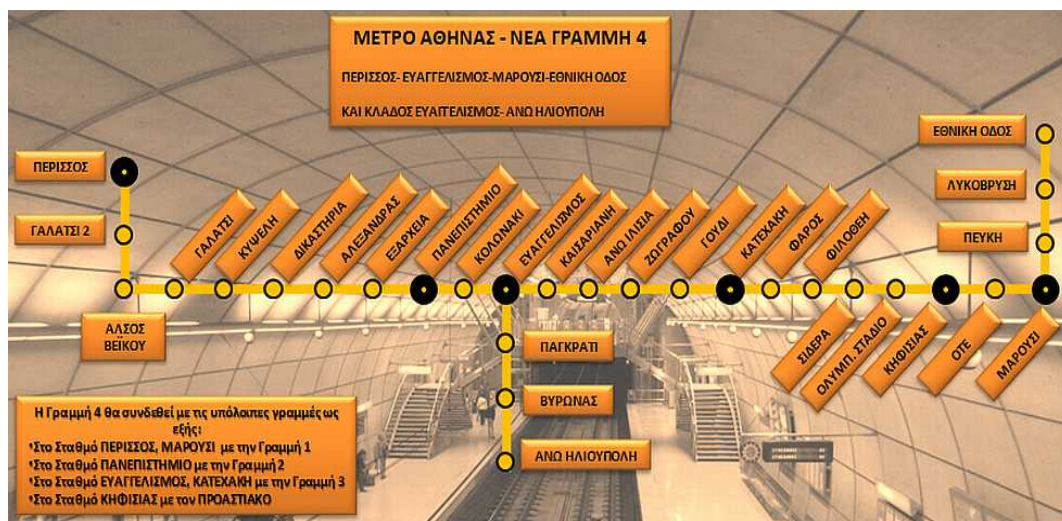 ΜΕΤΡΟ ΑΘΗΝΑΣ - ΝΕΑ ΓΡΑΜΜΗ 4
ΠΕΡΙΣΣΟΣ- ΕΥΑΓΓΕΛΙΣΜΟΣ-ΜΑΡΟΥΣΙ-ΕΘΝΙΚΗ ΟΔΟΣ
ΚΑΙ ΚΛΑΔΟΣ ΕΥΑΓΓΕΛΙΣΜΟΣ- ΑΝΩ ΗΛΙΟΥΠΟΛΗ
ΠΕΡΙΣΣΟΣ
ΓΑΛΑΤΣΙ 2
ΑΛΣΟΣ
ΒΕΪΚΟΥ
ΓΑΛΑΤΣΙ
ΚΥΨΕΛΗ
ΔΙΚΑΣΤΗΡΙΑ
ΑΛΕΞΑΝΔΡΑΣ
ΕΞΑΡΧΕΙΑ
ΠΑΝΕΠΙΣΤΗΜΙΟ
ΚΟΛΩΝΑΚΙ
ΕΥΑΓΓΕΛΙΣΜΟΣ
ΚΑΙΣΑΡΙΑΝΗ
ΑΝΩ ΙΛΙΣΙΑ
ΖΩΓΡΑΦΟΥ
ΓΟΥΔΙ
ΚΑΤΕΧΑΚΗ
ΦΑΡΟΣ
ΦΙΛΟΘΕΗ
ΣΙΔΕΡΑ
ΟΛΥΜΠ. ΣΤΑΔΙΟ
ΚΗΦΙΣΙΑΣ
ΟΤΕ
ΜΑΡΟΥΣΙ
ΠΕΥΚΗ
ΛΥΚΟΒΡΥΣΗ
ΕΘΝΙΚΗ ΟΔΟΣ
ΠΑΓΚΡΑΤΙ
ΒΥΡΩΝΑΣ
ΑΝΩ ΗΛΙΟΥΠΟΛΗ
Η Γραμμή 4 θα συνδεθεί με τις υπόλοιπες γραμμές ως
εξής:
•Στο Σταθμό ΠΕΡΙΣΣΟΣ, ΜΑΡΟΥΣΙ με την Γραμμή 1
•Στο Σταθμό ΠΑΝΕΠΙΣΤΗΜΙΟ με την Γραμμή 2
•Στο Σταθμό ΕΥΑΓΓΕΛΙΣΜΟΣ, ΚΑΤΕΧΑΚΗ με την Γραμμή 3
•Στο Σταθμό ΚΗΦΙΣΙΑΣ με τον ΠΡΟΑΣΤΙΑΚΟ